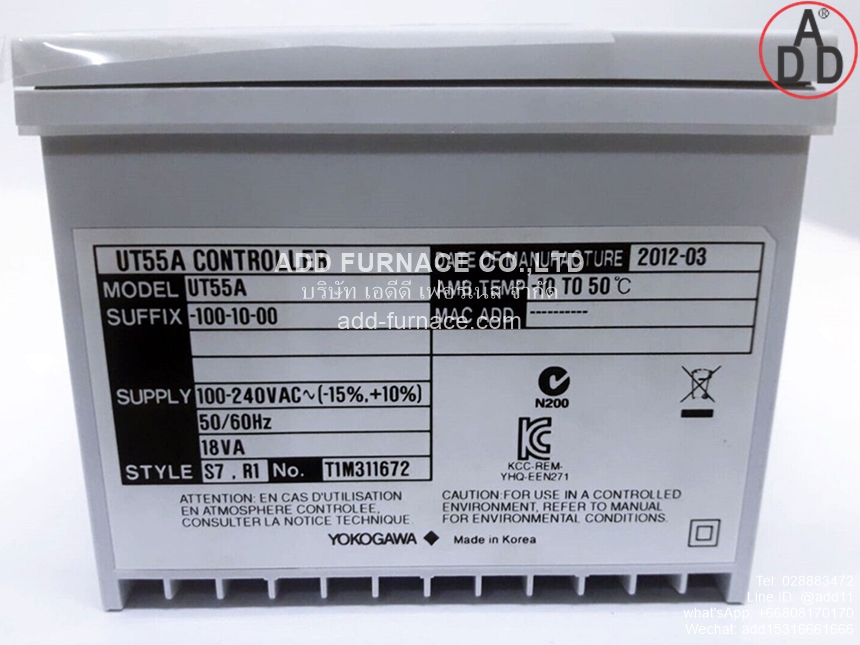 ADD®
UT55A CONTROLLER
DATE OF MANUFACTURE 2012-03
ADD FURNACE CO.,LTD
MODEL UT55A
AMB.TEMP -10 TO 50℃
บริษัท เอดีดี เฟอร์เนส จำกัด
SUFFIX -100-10-00
MAC ADD. ----------
add-furnace.com
SUPPLY 100-240VAC~(-15%,+10%)
50/60Hz
18VA
STYLE S7 , R1 No. T1M311672
N200
KCC-REM-
YHQ-EEN271
ATTENTION: EN CAS D'UTILISATION
EN ATMOSPHERE CONTROLEE,
CONSULTER LA NOTICE TECHNIQUE.
CAUTION:FOR USE IN A CONTROLLED
ENVIRONMENT, REFER TO MANUAL
FOR ENVIRONMENTAL CONDITIONS.
YOKOGAWA ◆ Made in Korea
Tel: 028883472
Line ID: @add11
what'sApp: +66808170170
Wechat: add15316661666